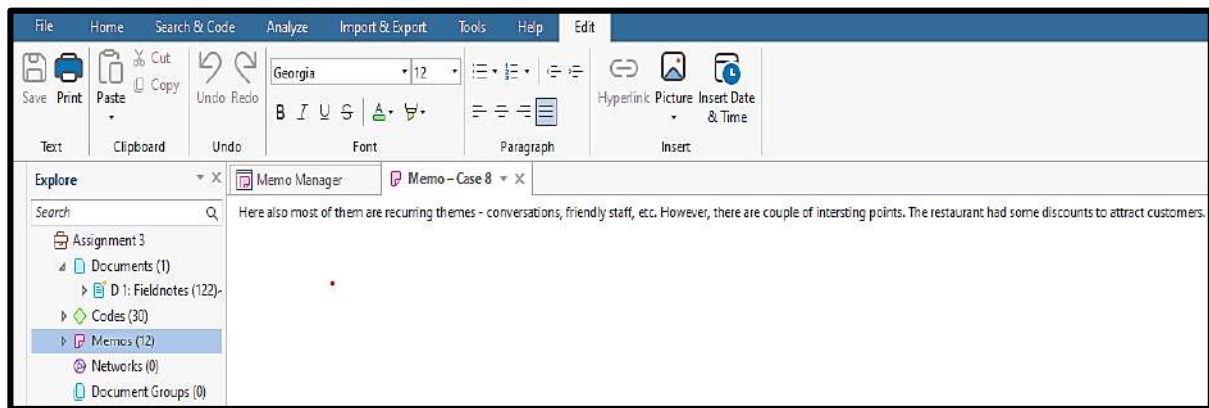 File Home Search & Code Analyze Import & Export Tools Help Edit
Cut
Copy
Save Print Paste Undo Redo
Georgia 12
B I U S A
Hyperlink Picture Insert Date & Time
Text Clipboard Undo Font Paragraph Insert
Explore
Memo Manager
Memo – Case 8
Search
Here also most of them are recurring themes - conversations, friendly staff, etc. However, there are couple of intersting points. The restaurant had some discounts to attract customers.
Assignment 3
Documents (1)
D 1: Fieldnotes (122)-
Codes (30)
Memos (12)
Networks (0)
Document Groups (0)